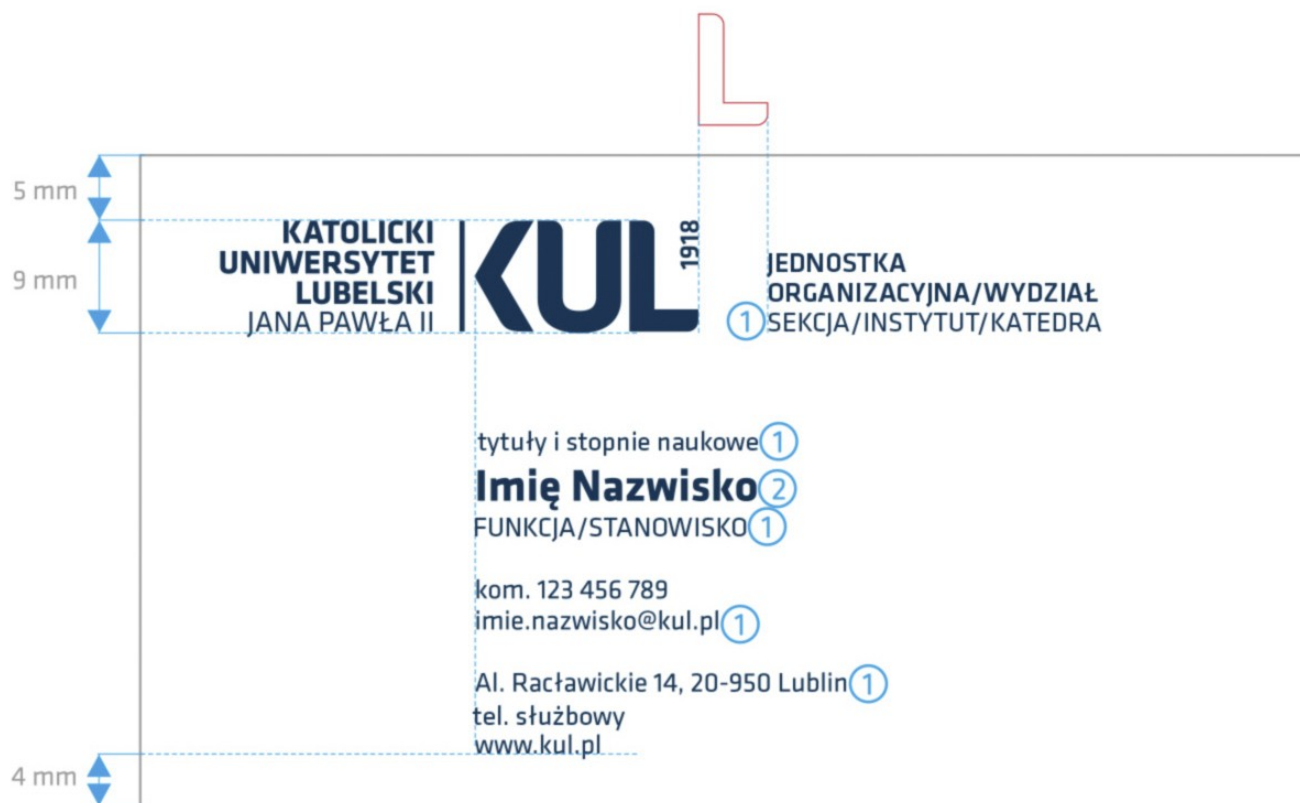 L
5 mm
9 mm
KATOLICKI
UNIWERSYTET
LUBELSKI
JANA PAWŁA II
KUL
1918
JEDNOSTKA
ORGANIZACYJNA/WYDZIAŁ
1 SEKCJA/INSTYTUT/KATEDRA
tytuły i stopnie naukowe 1
Imię Nazwisko 2
FUNKCJA/STANOWISKO 1
kom. 123 456 789
imie.nazwisko@kul.pl 1
Al. Racławickie 14, 20-950 Lublin 1
tel. służbowy
www.kul.pl
4 mm